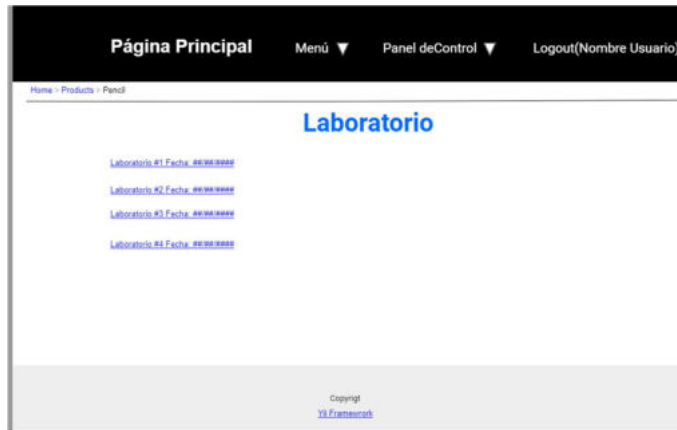 Página Principal Menú ▼ Panel deControl ▼ Logout(Nombre Usuario)
Home > Products > Pencil
Laboratorio
Laboratorio #1 Fecha: ##/##/####
Laboratorio #2 Fecha: ##/##/####
Laboratorio #3 Fecha: ##/##/####
Laboratorio #4 Fecha: ##/##/####
Copyrigt
Yii Framework